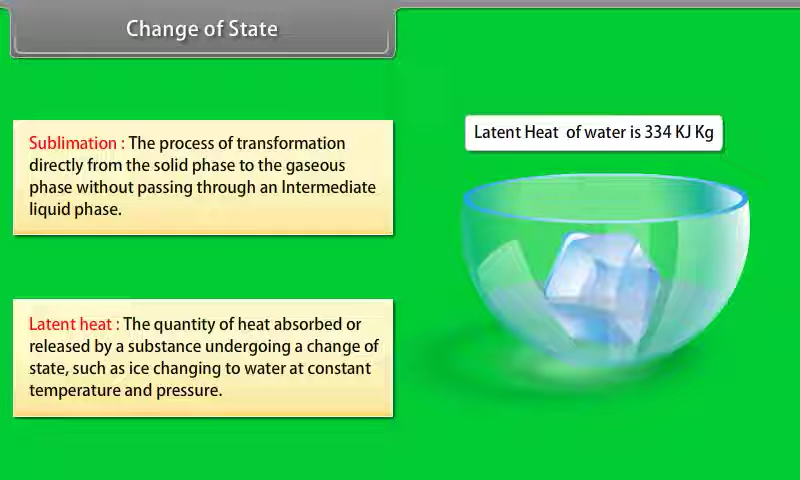 Change of State
Sublimation : The process of transformation
directly from the solid phase to the gaseous
phase without passing through an Intermediate
liquid phase.
Latent Heat  of water is 334 KJ Kg
Latent heat : The quantity of heat absorbed or
released by a substance undergoing a change of
state, such as ice changing to water at constant
temperature and pressure.